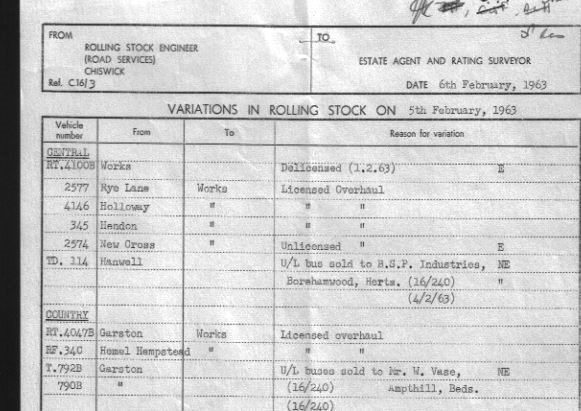 FROM
TO
ROLLING STOCK ENGINEER
(ROAD SERVICES)
CHISWICK
Ref. C16/3
ESTATE AGENT AND RATING SURVEYOR
DATE 6th February, 1963
VARIATIONS IN ROLLING STOCK ON 5th February, 1963
Vehicle number From To Reason for variation
CENTRAL
RT.4100B Works Delicensed (1.2.63) E
2577 Rye Lane Works Licensed Overhaul
4146 Holloway " " "
345 Hendon " " "
2574 New Cross " Unlicensed " E
TD. 114 Hanwell U/L bus sold to B.S.P. Industries, NE
Borehamwood, Herts. (16/240) "
(4/2/63)
COUNTRY
RT.4047B Garston Works Licensed overhaul
RF.34C Hemel Hempstead " " "
T.792B Garston U/L buses sold to Mr. W. Vase, NE
790B " (16/240) Ampthill, Beds.
(16/240)